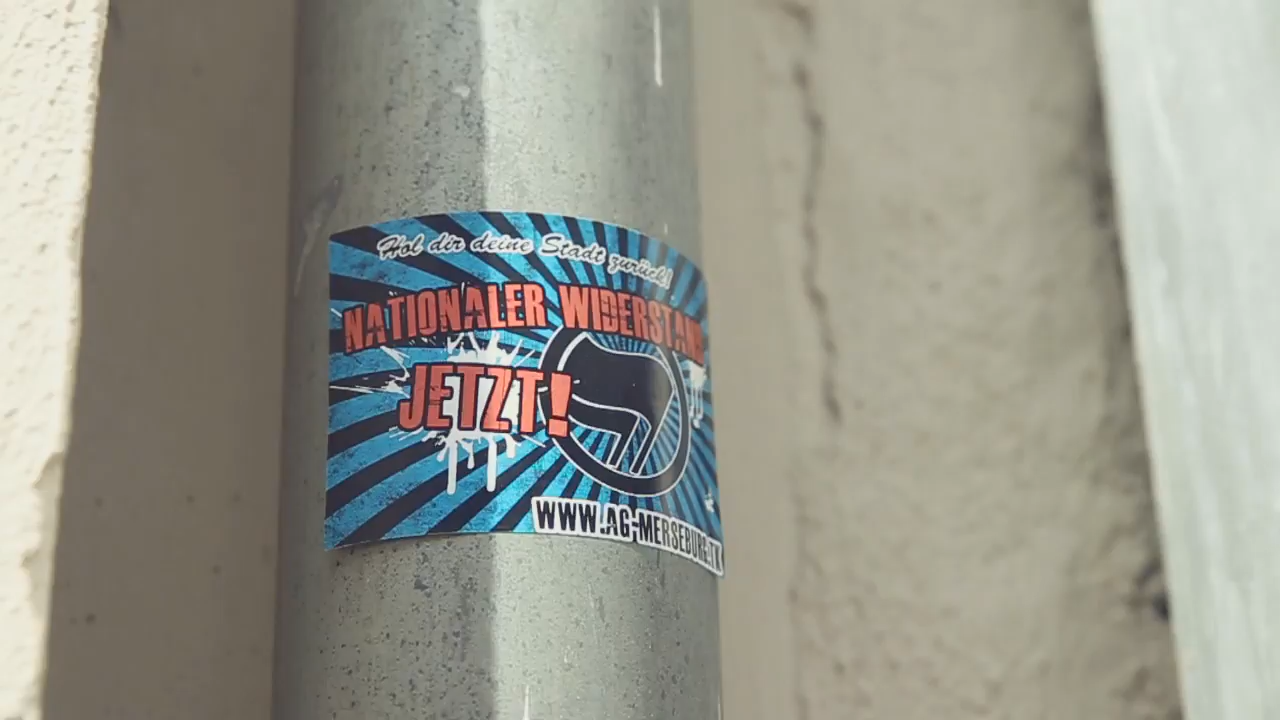 Hol dir deine Stadt zurück!
NATIONALER WIDERSTAND
JETZT!
WWW.AG-MERSEBURG.TK